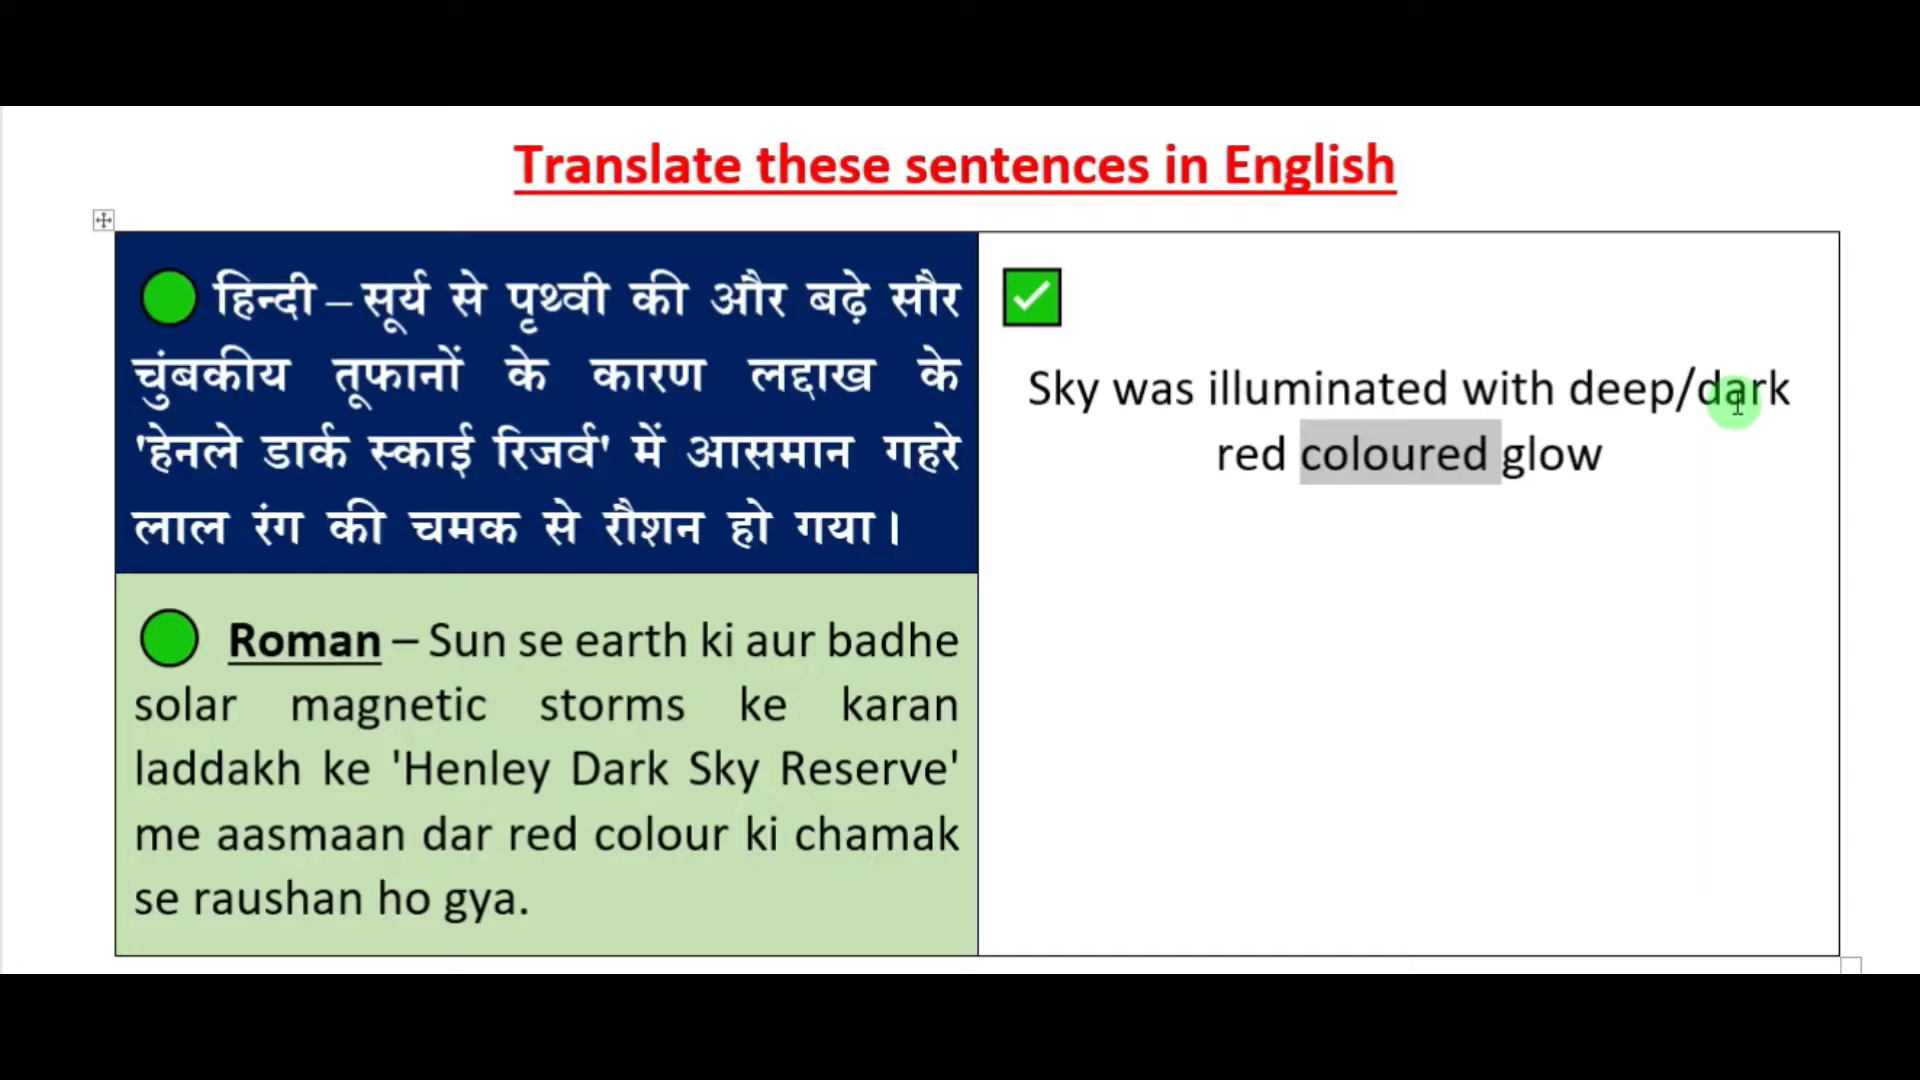 Translate these sentences in English
हिन्दी – सूर्य से पृथ्वी की और बढ़े सौर
चुंबकीय तूफानों के कारण लद्दाख के
'हेनले डार्क स्काई रिजर्व' में आसमान गहरे
लाल रंग की चमक से रौशन हो गया।
Roman – Sun se earth ki aur badhe
solar magnetic storms ke karan
laddakh ke 'Henley Dark Sky Reserve'
me aasmaan dar red colour ki chamak
se raushan ho gya.
Sky was illuminated with deep/dark
red coloured glow